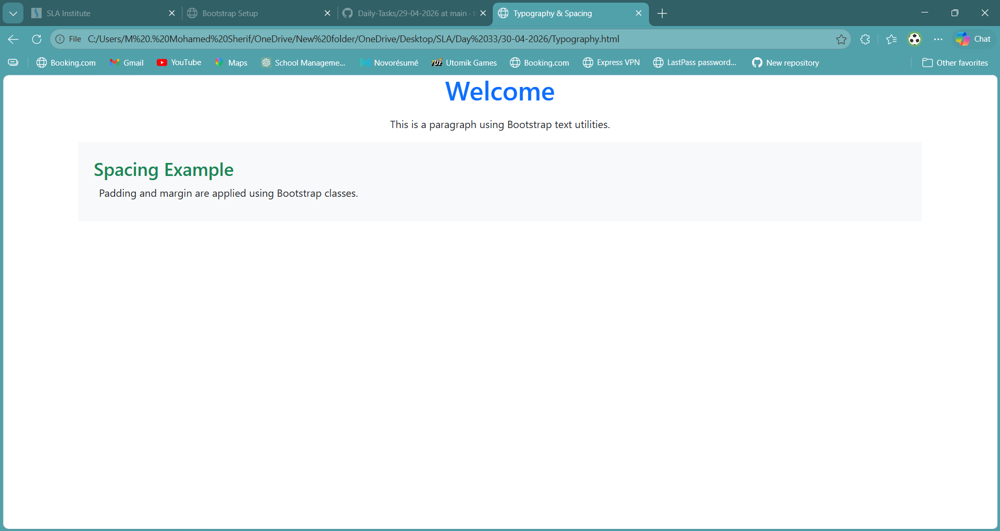 SLA Institute
Bootstrap Setup
Daily-Tasks/29-04-2026 at main ·
Typography & Spacing
File C:/Users/M%20.%20Mohamed%20Sherif/OneDrive/New%20folder/OneDrive/Desktop/SLA/Day%2033/30-04-2026/Typography.html
Chat
Booking.com
Gmail
YouTube
Maps
School Manageme...
Novorésumé
Utomik Games
Booking.com
Express VPN
LastPass password...
New repository
Other favorites
Welcome
This is a paragraph using Bootstrap text utilities.
Spacing Example
Padding and margin are applied using Bootstrap classes.